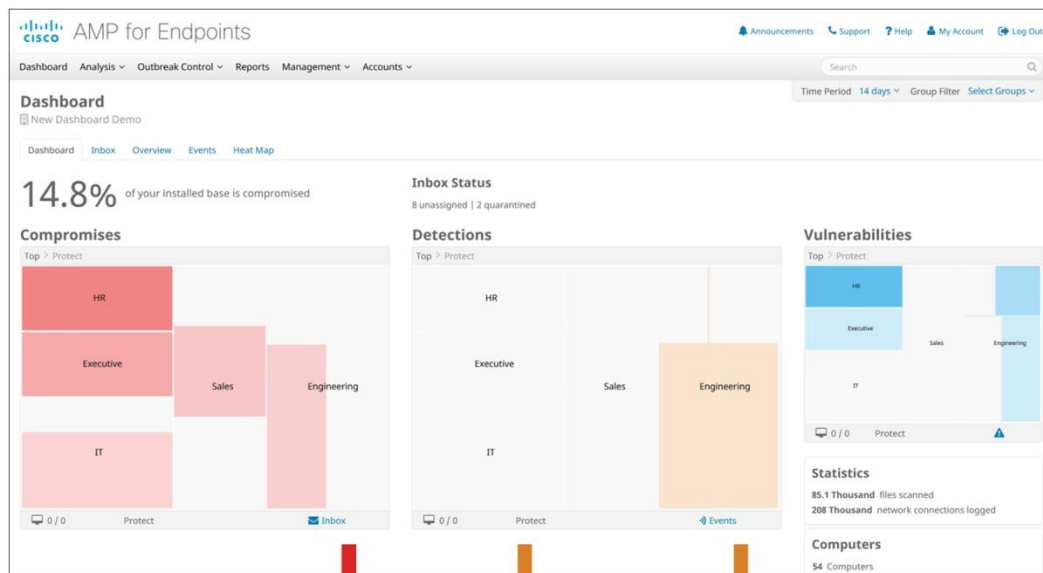 CISCO AMP for Endpoints
Announcements Support ? Help My Account Log Out
Dashboard Analysis Outbreak Control Reports Management Accounts
Search
Time Period 14 days Group Filter Select Groups
Dashboard
New Dashboard Demo
Dashboard Inbox Overview Events Heat Map
14.8% of your installed base is compromised
Inbox Status
8 unassigned | 2 quarantined
Compromises
Top > Protect
HR
Executive
Sales
Engineering
IT
0 / 0 Protect Inbox
Detections
Top > Protect
HR
Executive
Sales
Engineering
IT
0 / 0 Protect Events
Vulnerabilities
Top > Protect
HR
Executive
Sales
Engineering
IT
0 / 0 Protect
Statistics
85.1 Thousand files scanned
208 Thousand network connections logged
Computers
54 Computers